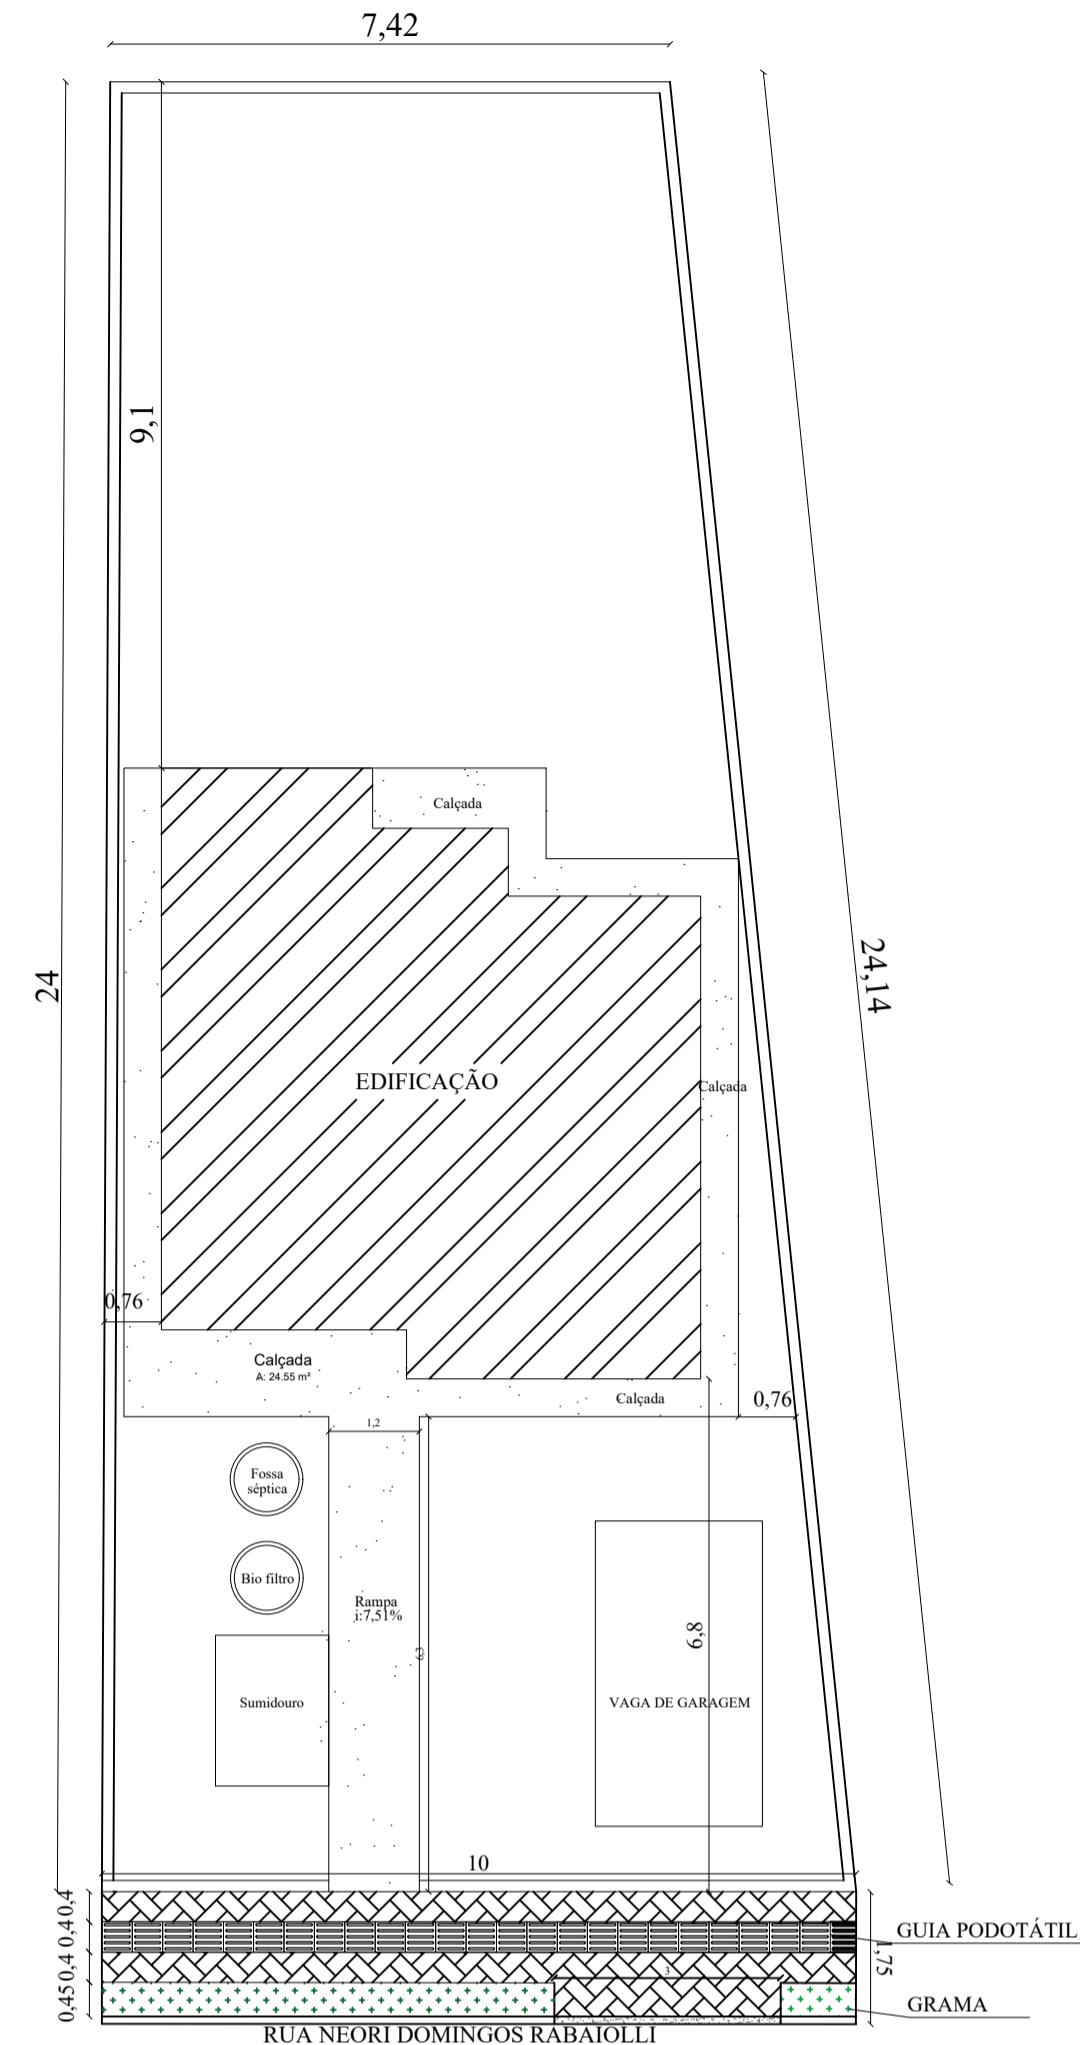 7,42
9,1
Calçada
24
24,14
EDIFICAÇÃO
Calçada
0,76
Calçada
A: 24.55 m²
Calçada
0,76
1,2
Fossa
séptica
Bio filtro
Rampa
i:7,51%
6,3
6,8
Sumidouro
VAGA DE GARAGEM
10
0,4
0,4
0,4
0,45
GUIA PODOTÁTIL
1,75
3
GRAMA
RUA NEORI DOMINGOS RABAIOLLI